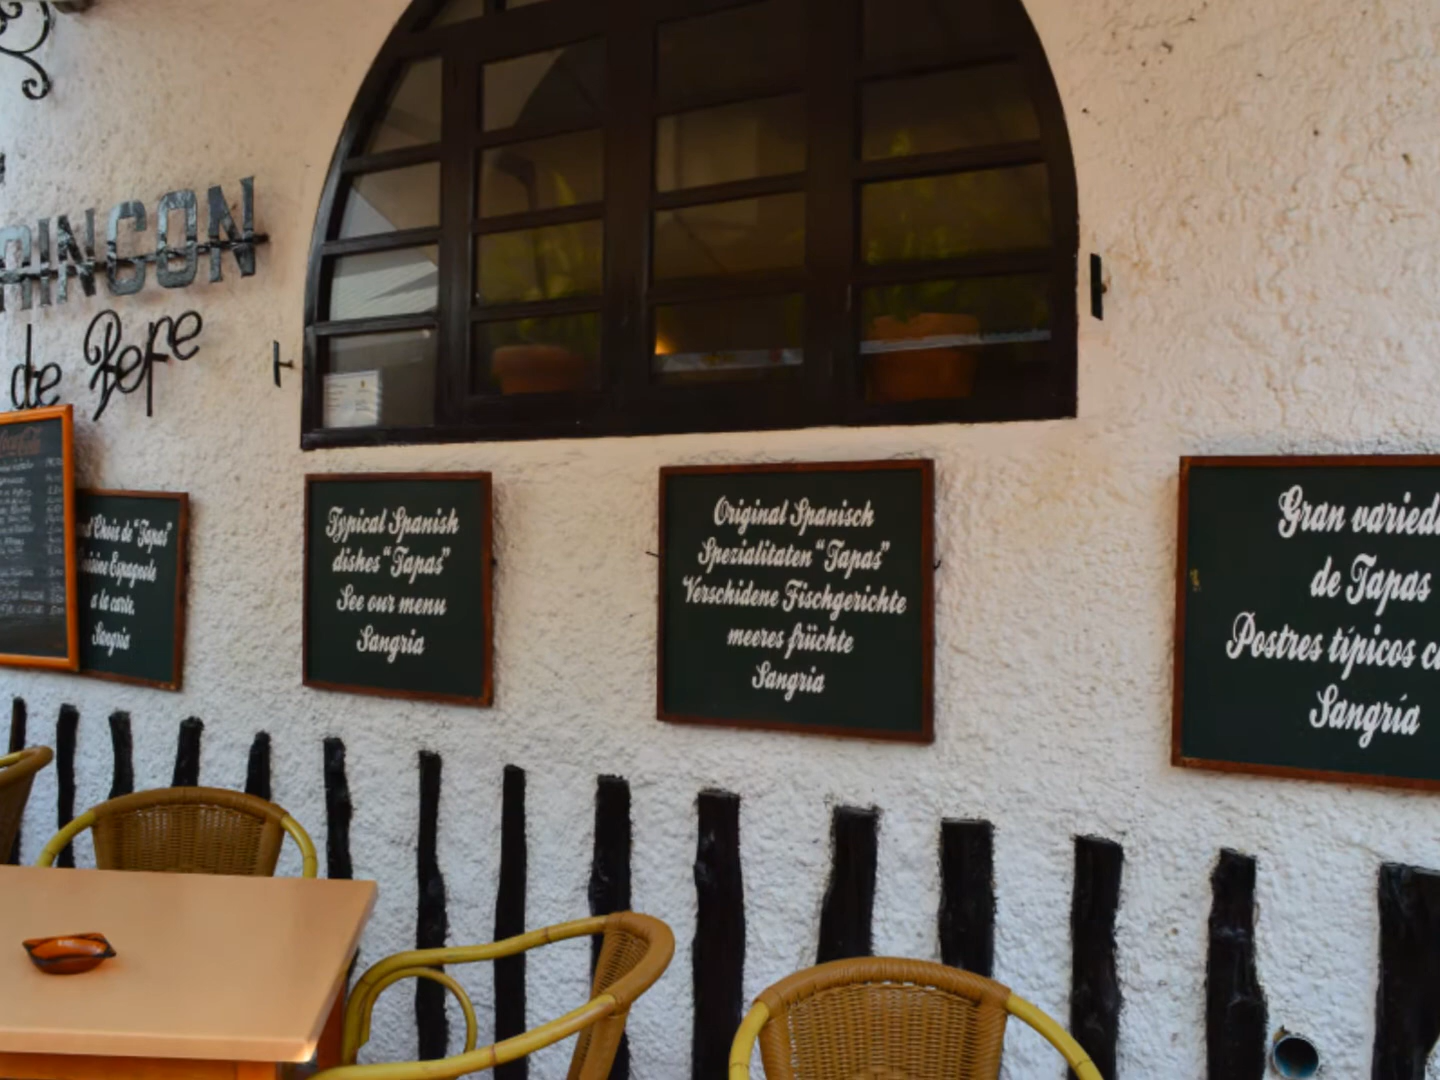 RINCON
de Pepe
Choix de "Tapas"
Espagnole
a la carte.
Sangria
Typical Spanish
dishes "Tapas"
See our menu
Sangria
Original Spanisch
Spezialitaten "Tapas"
Verschidene Fischgerichte
meeres früchte
Sangria
Gran varied
de Tapas
Postres típicos c
Sangría